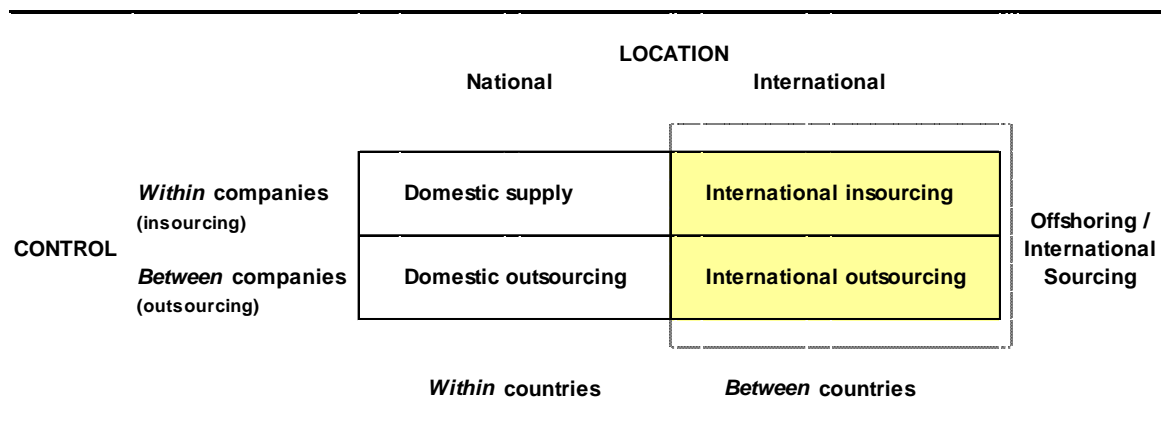 LOCATION
National International
Within companies Domestic supply International insourcing
(insourcing)
Offshoring /
CONTROL International
Sourcing
Between companies Domestic outsourcing International outsourcing
(outsourcing)
Within countries Between countries